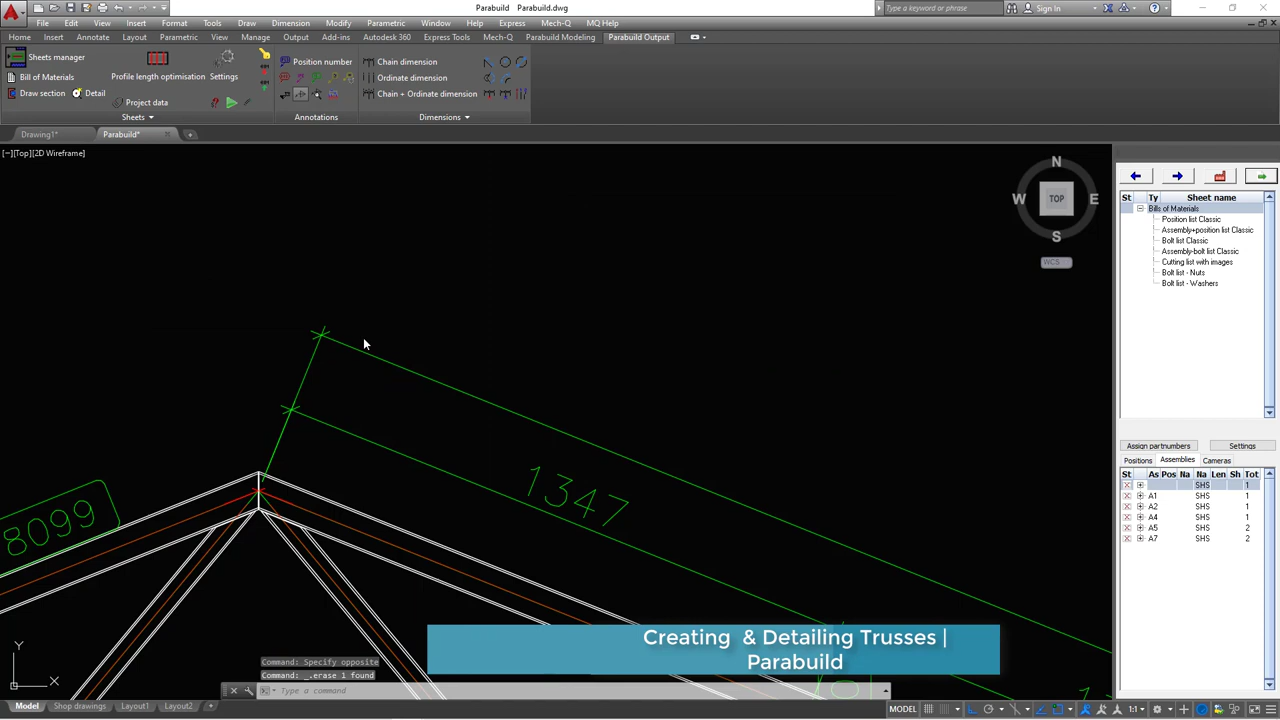 Parabuild Parabuild.dwg
Type a keyword or phrase
Sign In
File Edit View Insert Format Tools Draw Dimension Modify Parametric Window Help Express Mech-Q MQ Help
Home Insert Annotate Layout Parametric View Manage Output Add-ins Autodesk 360 Express Tools Mech-Q Parabuild Modeling Parabuild Output
Sheets manager
Bill of Materials
Draw section Detail
Profile length optimisation
Settings
Project data
Sheets
Position number
Annotations
Chain dimension
Ordinate dimension
Chain + Ordinate dimension
Dimensions
Drawing1*
Parabuild*
[−][Top][2D Wireframe]
N
W TOP E
S
WCS
St Ty Sheet name
Bills of Materials
Position list Classic
Assembly+position list Classic
Bolt list Classic
Assembly-bolt list Classic
Cutting list with images
Bolt list - Nuts
Bolt list - Washers
Assign partnumbers Settings
Positions Assemblies Cameras
St As Pos Na Na Len Sh Tot
SHS 1
A1 SHS 1
A2 SHS 1
A4 SHS 1
A5 SHS 2
A7 SHS 2
1347
8099
Creating & Detailing Trusses |
Parabuild
Y
X
Command: Specify opposite
Command: _.erase 1 found
Type a command
Model Shop drawings Layout1 Layout2
MODEL
1:1